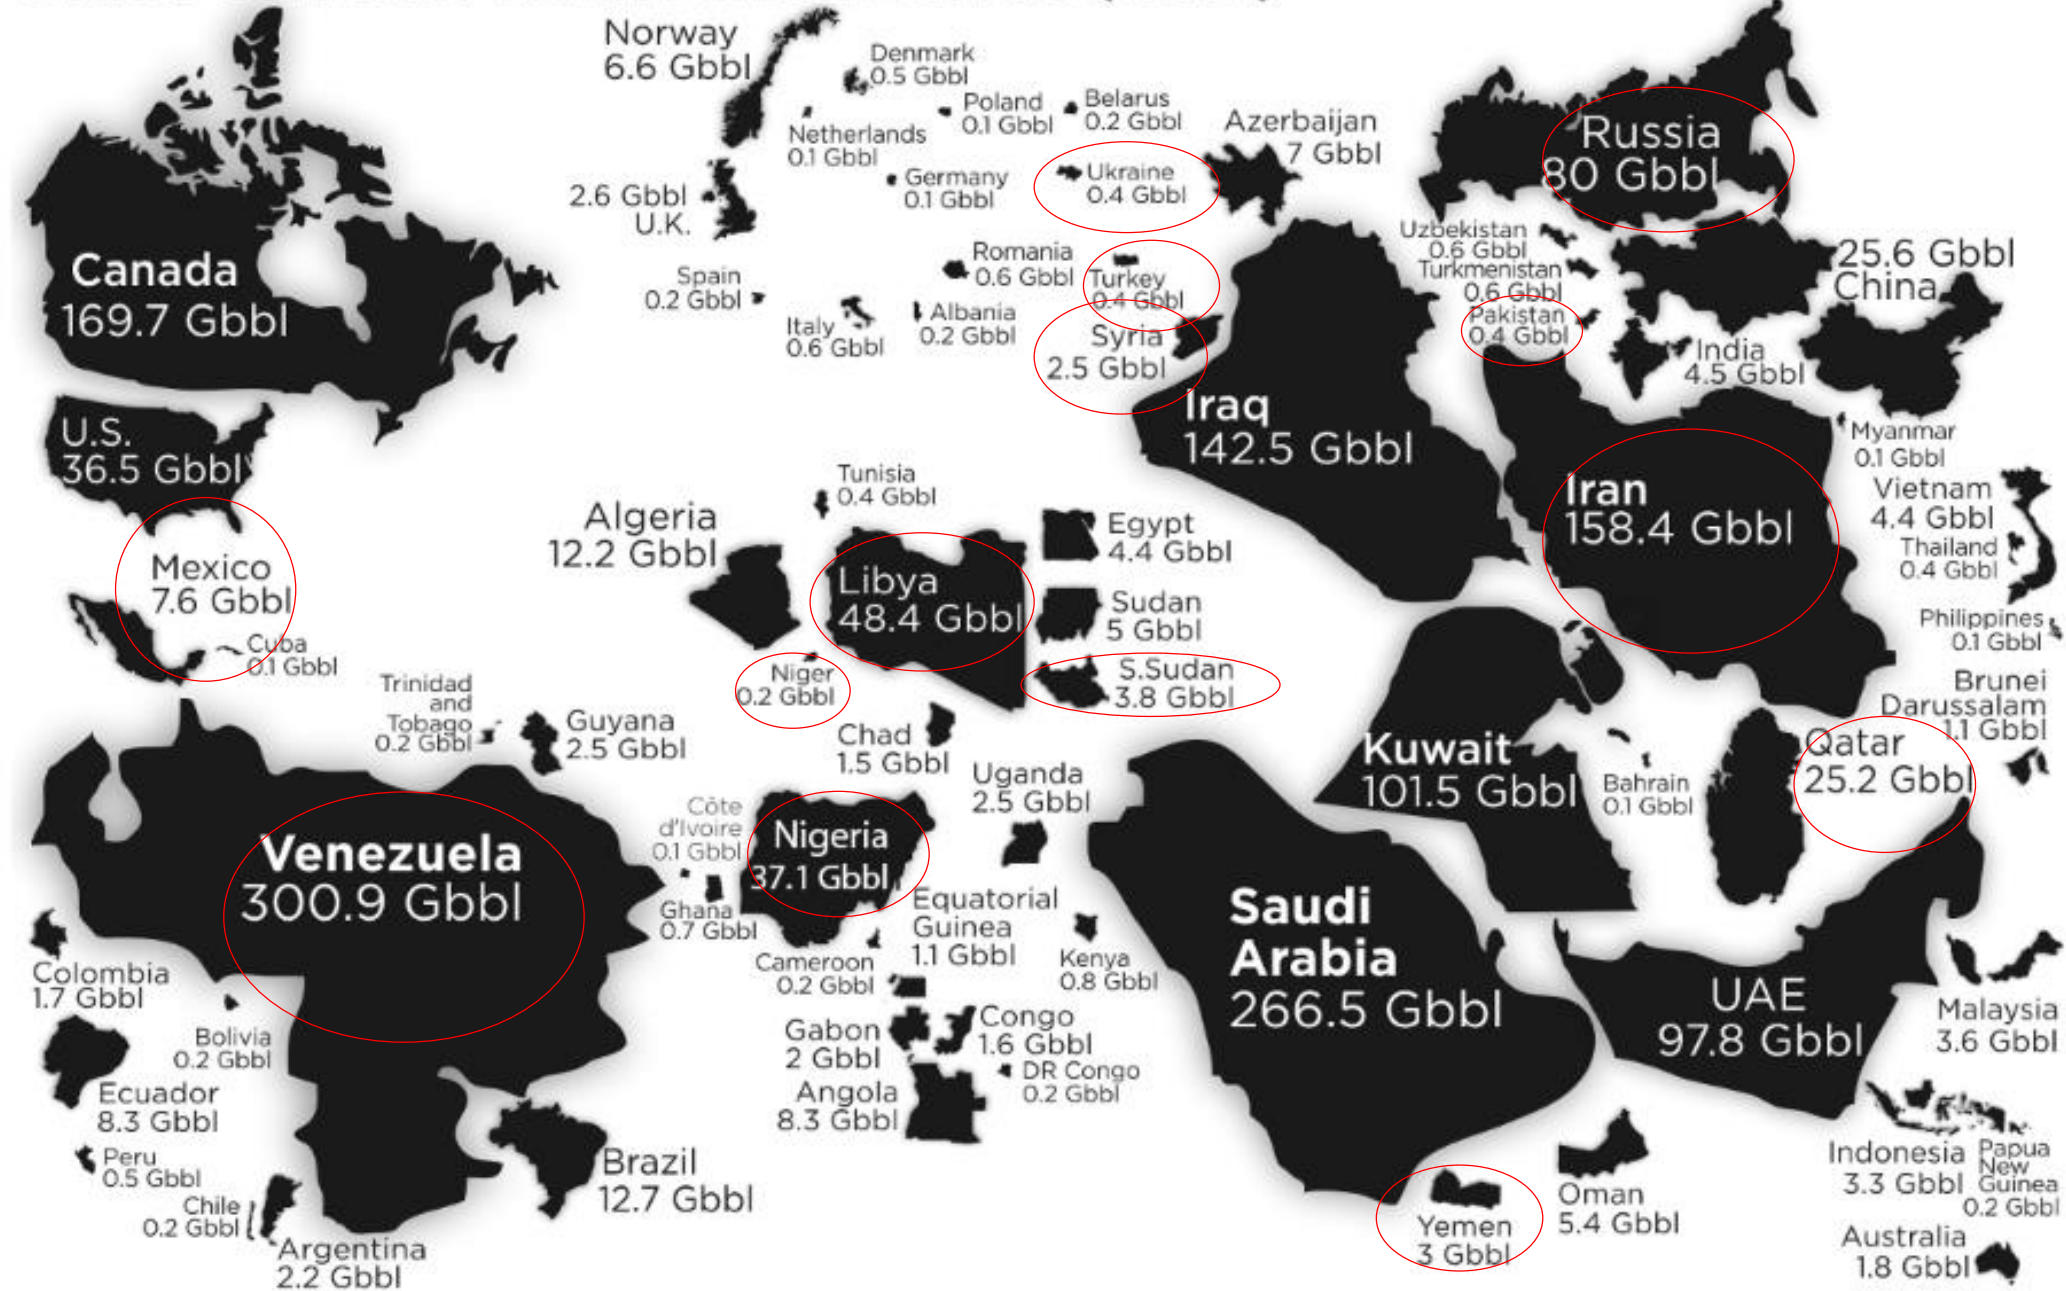 Norway
6.6 Gbbl
Denmark
0.5 Gbbl
Poland
0.1 Gbbl
Belarus
0.2 Gbbl
Netherlands
0.1 Gbbl
Azerbaijan
7 Gbbl
Russia
80 Gbbl
2.6 Gbbl
U.K.
Germany
0.1 Gbbl
Ukraine
0.4 Gbbl
Canada
169.7 Gbbl
Spain
0.2 Gbbl
Romania
0.6 Gbbl
Turkey
0.4 Gbbl
Italy
0.6 Gbbl
Albania
0.2 Gbbl
Syria
2.5 Gbbl
Uzbekistan
0.6 Gbbl
Turkmenistan
0.6 Gbbl
Pakistan
0.4 Gbbl
25.6 Gbbl
China
India
4.5 Gbbl
U.S.
36.5 Gbbl
Iraq
142.5 Gbbl
Iran
158.4 Gbbl
Myanmar
0.1 Gbbl
Vietnam
4.4 Gbbl
Thailand
0.4 Gbbl
Philippines
0.1 Gbbl
Mexico
7.6 Gbbl
Cuba
0.1 Gbbl
Tunisia
0.4 Gbbl
Algeria
12.2 Gbbl
Libya
48.4 Gbbl
Egypt
4.4 Gbbl
Sudan
5 Gbbl
S.Sudan
3.8 Gbbl
Niger
0.2 Gbbl
Chad
1.5 Gbbl
Trinidad
and
Tobago
0.2 Gbbl
Guyana
2.5 Gbbl
Uganda
2.5 Gbbl
Kuwait
101.5 Gbbl
Bahrain
0.1 Gbbl
Brunei
Darussalam
1.1 Gbbl
Qatar
25.2 Gbbl
Venezuela
300.9 Gbbl
Côte
d'Ivoire
0.1 Gbbl
Nigeria
37.1 Gbbl
Ghana
0.7 Gbbl
Equatorial
Guinea
1.1 Gbbl
Cameroon
0.2 Gbbl
Kenya
0.8 Gbbl
Saudi
Arabia
266.5 Gbbl
UAE
97.8 Gbbl
Malaysia
3.6 Gbbl
Colombia
1.7 Gbbl
Bolivia
0.2 Gbbl
Gabon
2 Gbbl
Congo
1.6 Gbbl
DR Congo
0.2 Gbbl
Angola
8.3 Gbbl
Ecuador
8.3 Gbbl
Peru
0.5 Gbbl
Chile
0.2 Gbbl
Argentina
2.2 Gbbl
Brazil
12.7 Gbbl
Yemen
3 Gbbl
Oman
5.4 Gbbl
Indonesia
3.3 Gbbl
Papua
New
Guinea
0.2 Gbbl
Australia
1.8 Gbbl